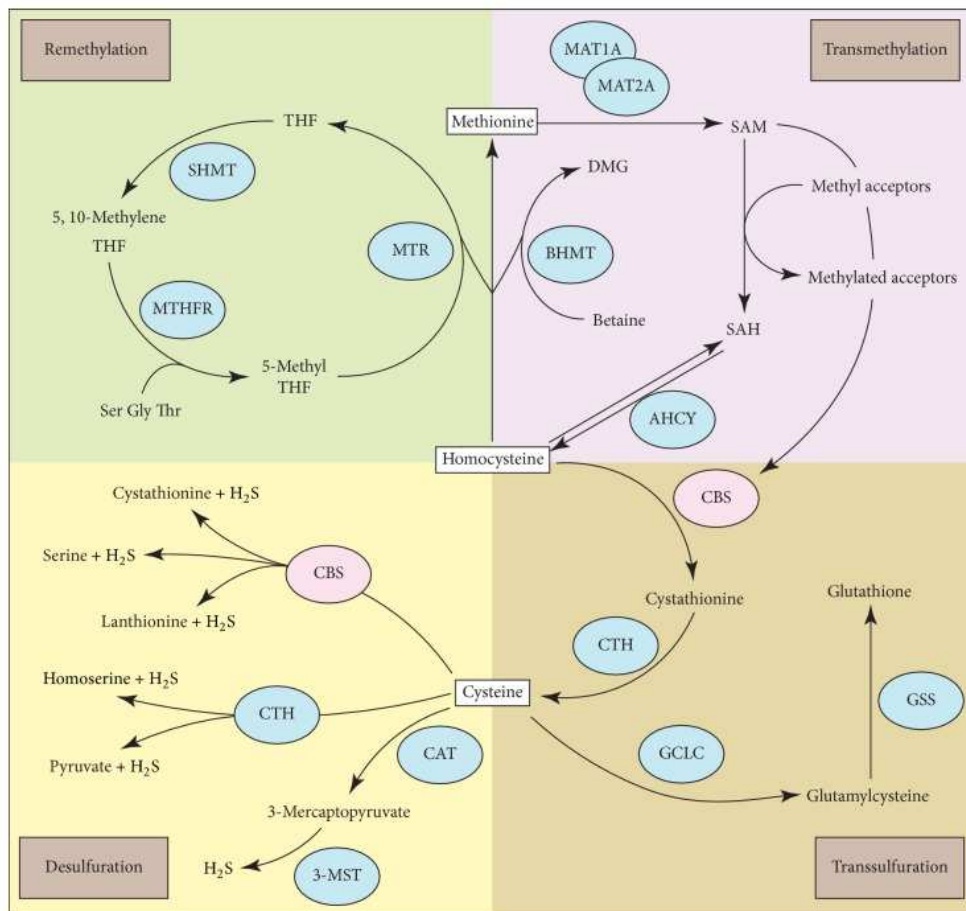 Remethylation
THF
SHMT
5, 10-Methylene
THF
MTHFR
Ser Gly Thr
5-Methyl
THF
MTR
Transmethylation
MAT1A
MAT2A
Methionine
SAM
DMG
BHMT
Betaine
Methyl acceptors
Methylated acceptors
SAH
AHCY
Homocysteine
CBS
Cystathionine + H₂S
Serine + H₂S
CBS
Lanthionine + H₂S
Homoserine + H₂S
CTH
Pyruvate + H₂S
Cysteine
CAT
3-Mercaptopyruvate
H₂S
3-MST
Desulfuration
Cystathionine
CTH
Glutathione
GSS
GCLC
Glutamylcysteine
Transsulfuration